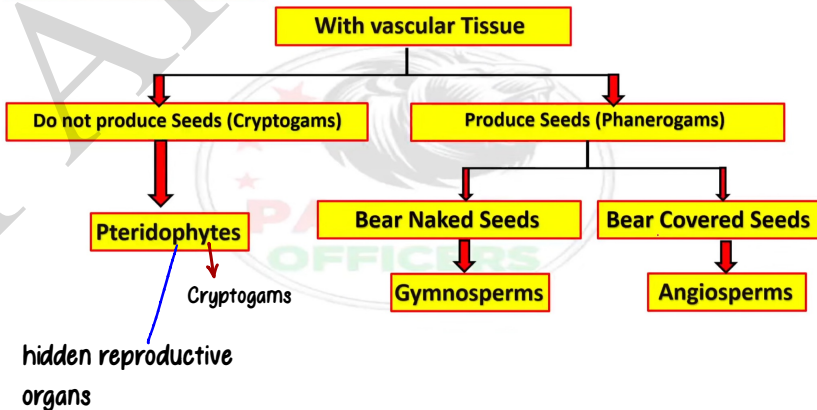 With vascular Tissue
Do not produce Seeds (Cryptogams)
Produce Seeds (Phanerogams)
Pteridophytes
Bear Naked Seeds
Bear Covered Seeds
Cryptogams
Gymnosperms
Angiosperms
hidden reproductive
organs
OFFICERS